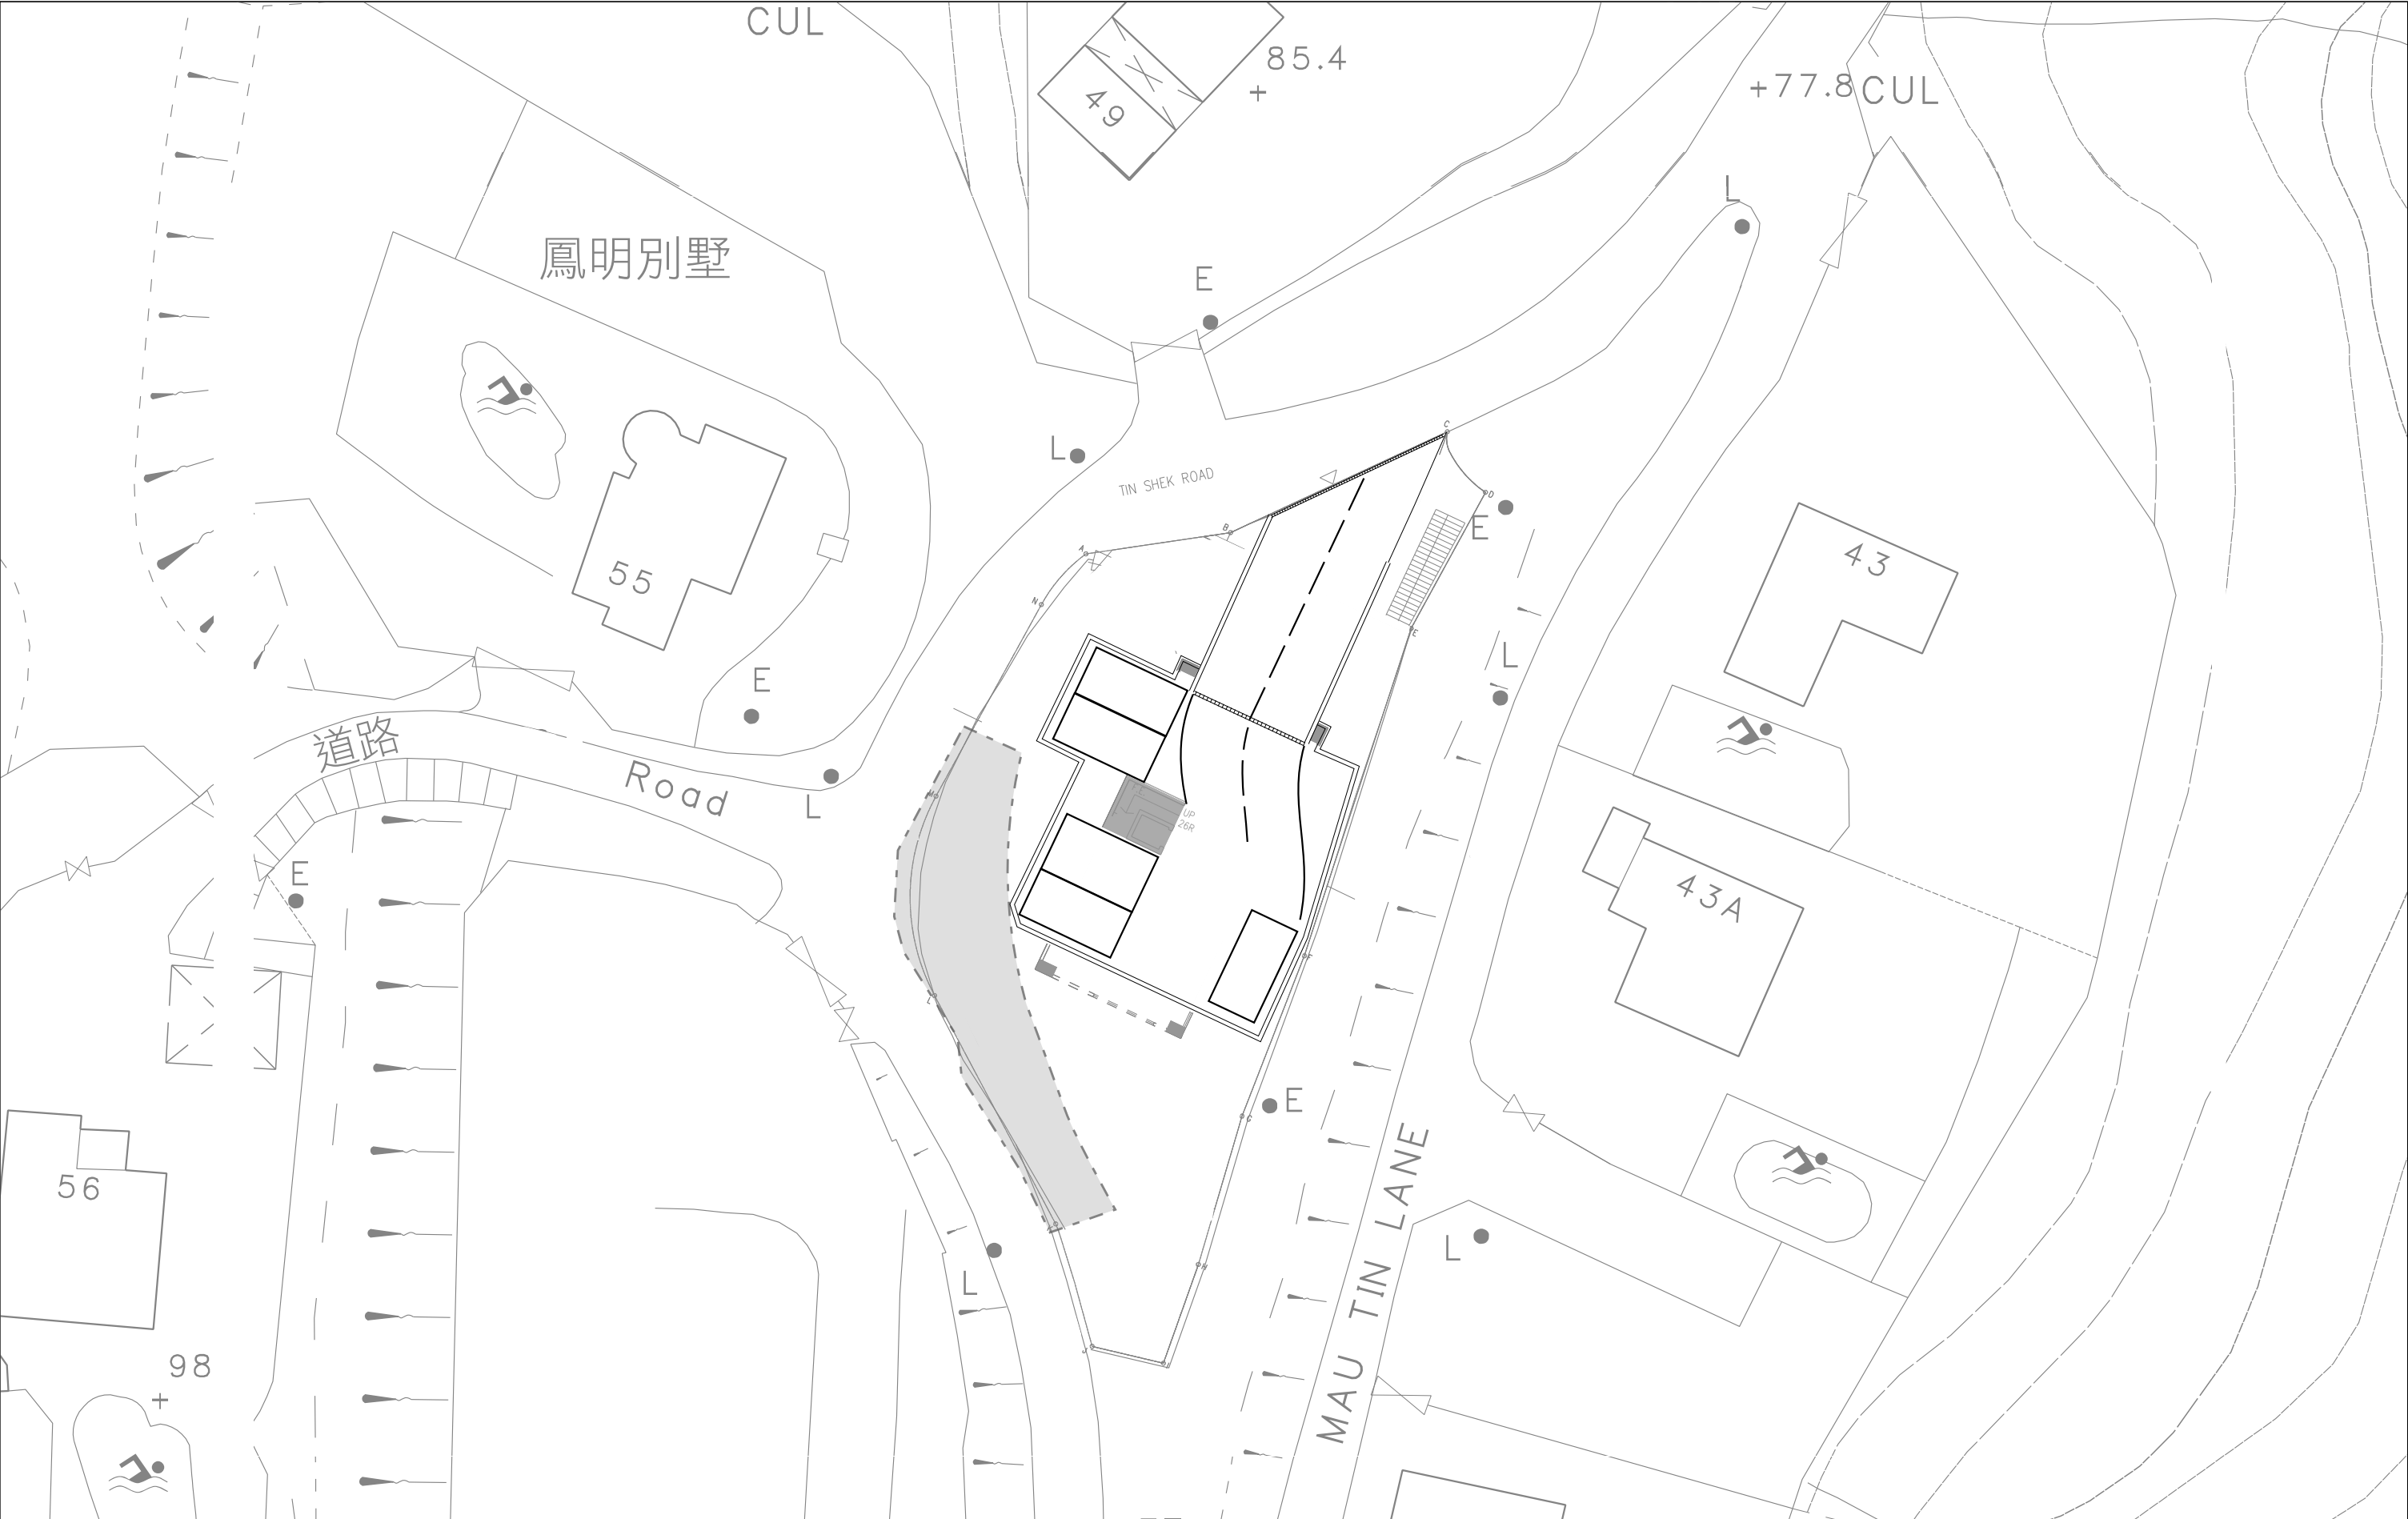 CUL
85.4
+
49
+77.8 CUL
L
鳳明別墅
E
C
L
TIN SHEK ROAD
D
E
B
A
43
55
N
E
L
E
道路
Road
M
UP
26R
L
E
43A
F
L
E
G
56
K
MAU TIN LANE
L
H
L
98
+
J
I